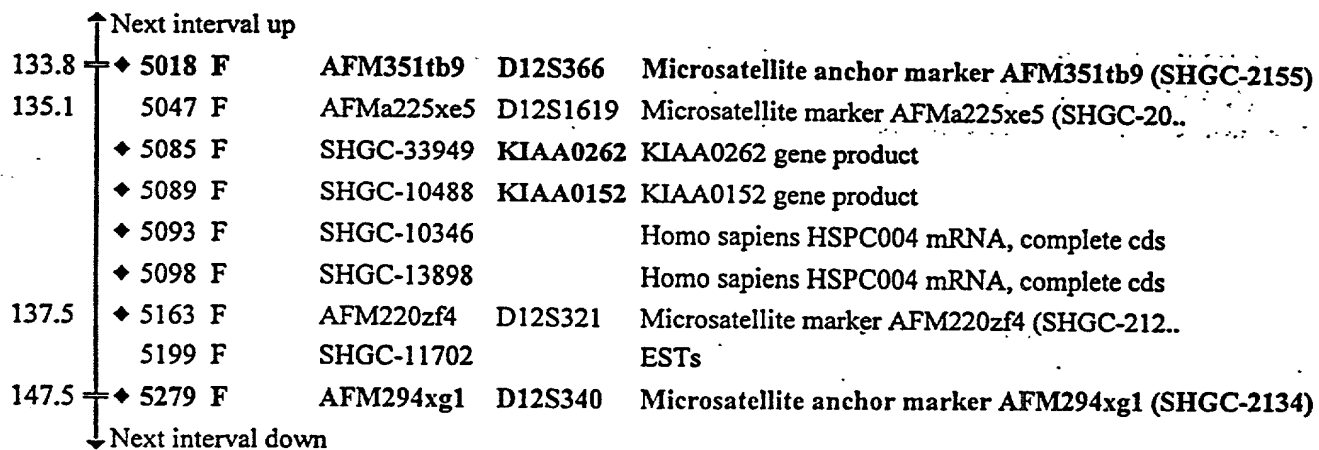 Next interval up
133.8 ◆ 5018 F AFM351tb9 D12S366 Microsatellite anchor marker AFM351tb9 (SHGC-2155)
135.1 5047 F AFMa225xe5 D12S1619 Microsatellite marker AFMa225xe5 (SHGC-20..
◆ 5085 F SHGC-33949 KIAA0262 KIAA0262 gene product
◆ 5089 F SHGC-10488 KIAA0152 KIAA0152 gene product
◆ 5093 F SHGC-10346 Homo sapiens HSPC004 mRNA, complete cds
◆ 5098 F SHGC-13898 Homo sapiens HSPC004 mRNA, complete cds
137.5 ◆ 5163 F AFM220zf4 D12S321 Microsatellite marker AFM220zf4 (SHGC-212..
5199 F SHGC-11702 ESTs
147.5 ◆ 5279 F AFM294xg1 D12S340 Microsatellite anchor marker AFM294xg1 (SHGC-2134)
Next interval down